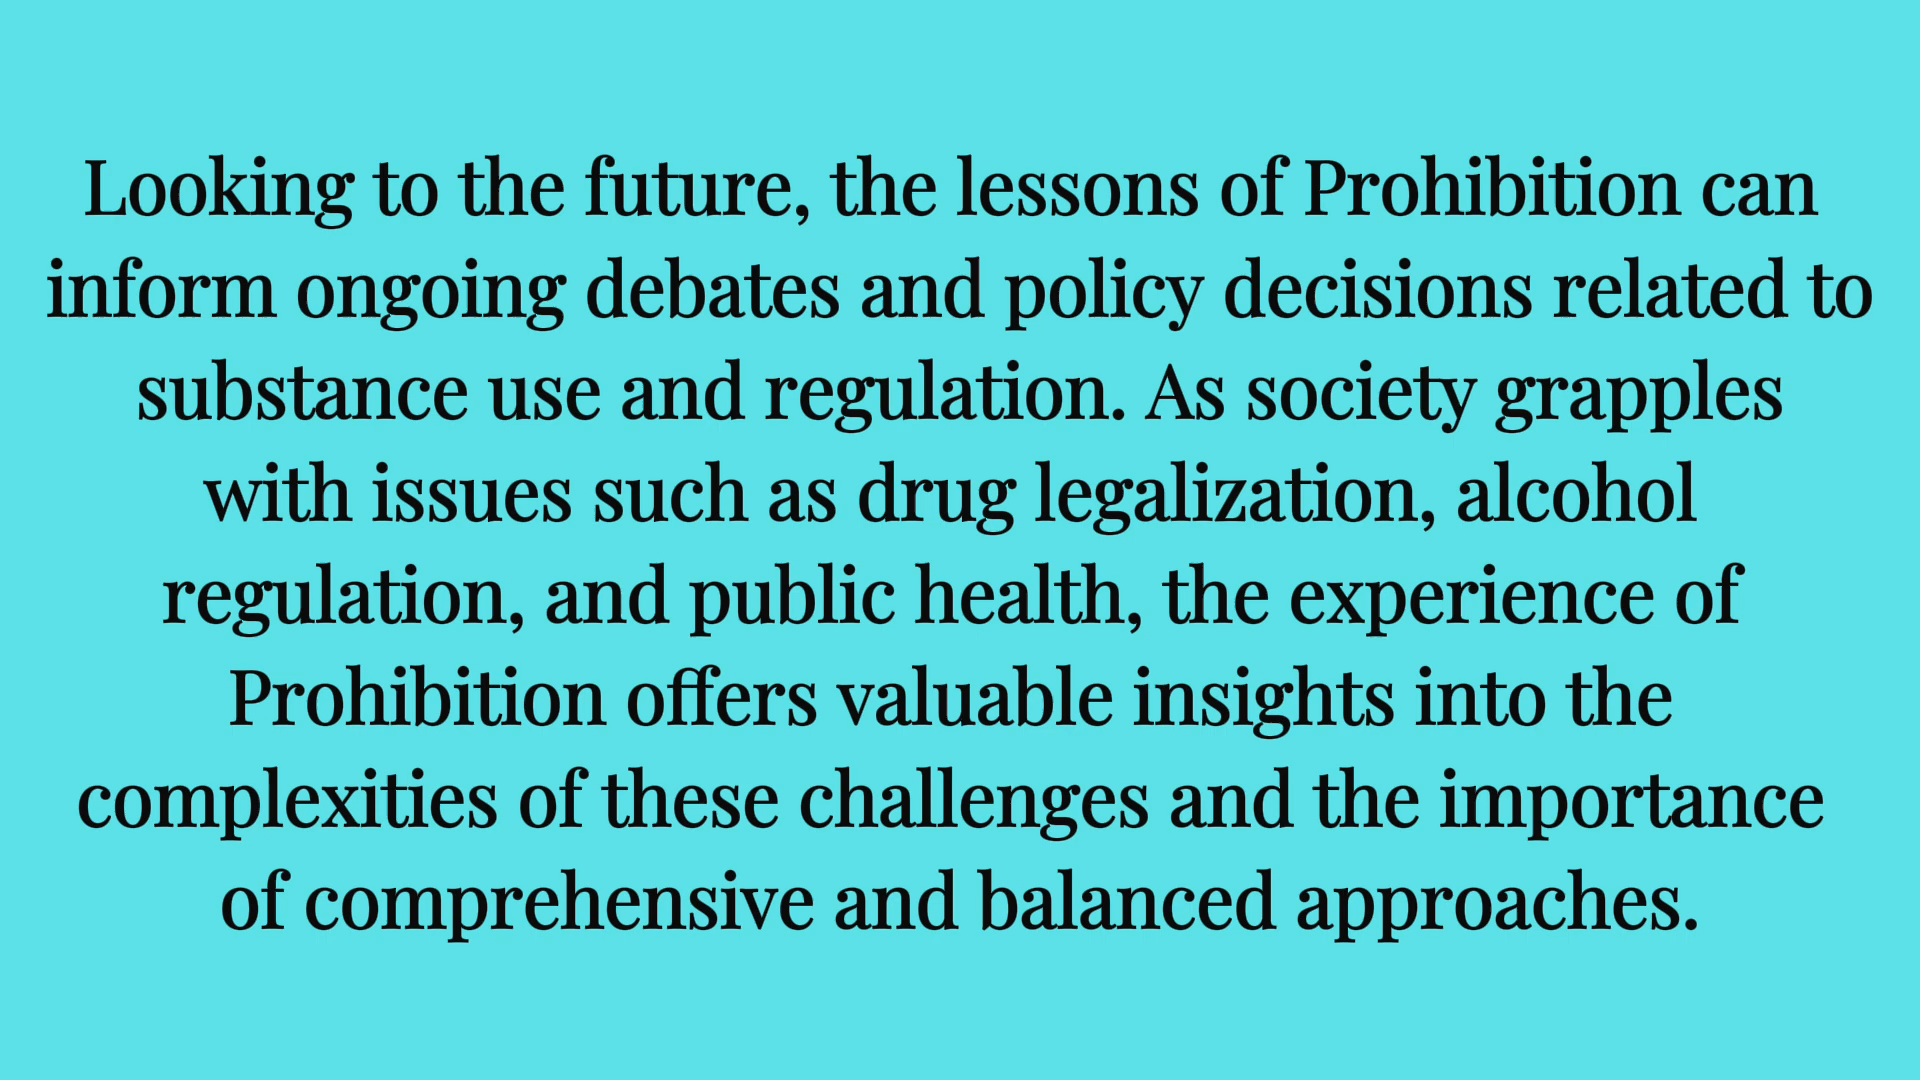 Looking to the future, the lessons of Prohibition can
inform ongoing debates and policy decisions related to
substance use and regulation. As society grapples
with issues such as drug legalization, alcohol
regulation, and public health, the experience of
Prohibition offers valuable insights into the
complexities of these challenges and the importance
of comprehensive and balanced approaches.